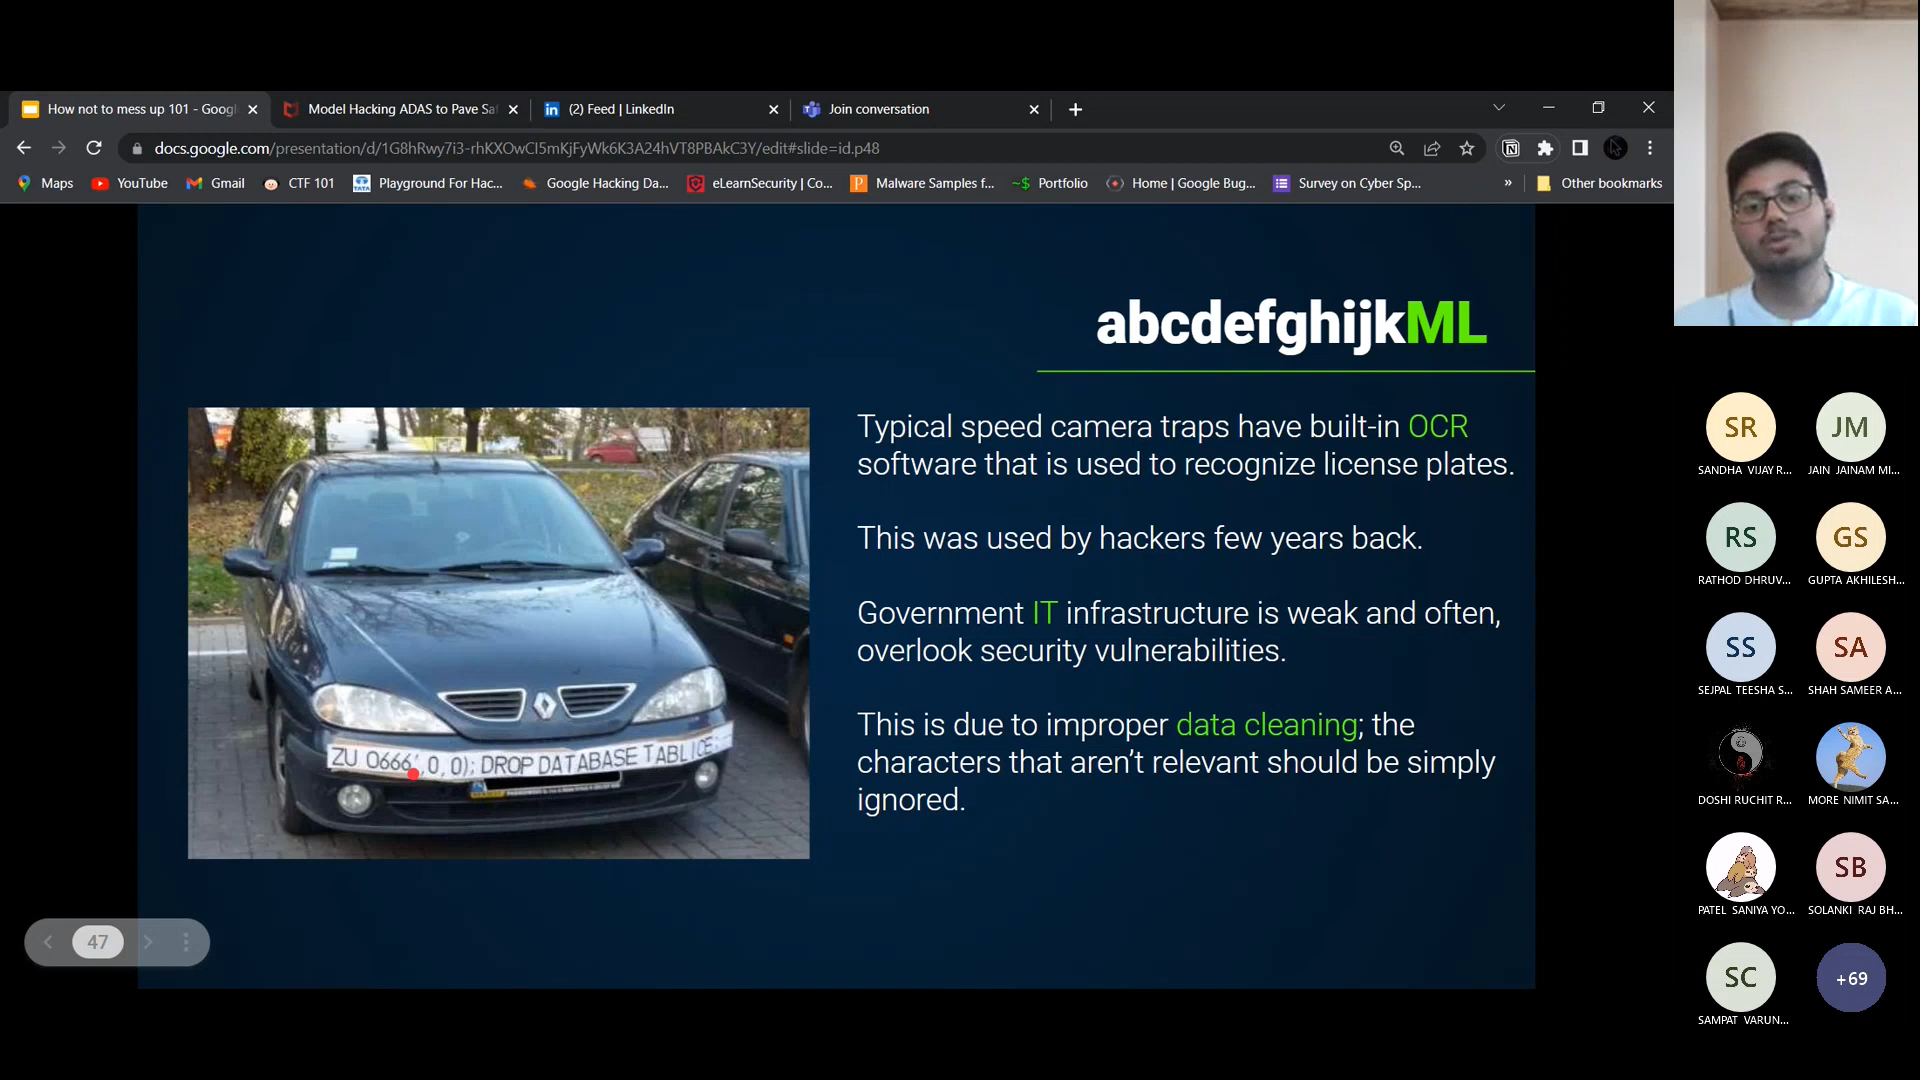 How not to mess up 101 - Goog
Model Hacking ADAS to Pave Sa
(2) Feed | LinkedIn
Join conversation
docs.google.com/presentation/d/1G8hRwy7i3-rhKXOwCI5mKjFyWk6K3A24hVT8PBAkC3Y/edit#slide=id.p48
Maps
YouTube
Gmail
CTF 101
Playground For Hac...
Google Hacking Da...
eLearnSecurity | Co...
Malware Samples f...
Portfolio
Home | Google Bug...
Survey on Cyber Sp...
»
Other bookmarks
abcdefghijkML
Typical speed camera traps have built-in OCR
software that is used to recognize license plates.
This was used by hackers few years back.
Government IT infrastructure is weak and often,
overlook security vulnerabilities.
This is due to improper data cleaning; the
characters that aren’t relevant should be simply
ignored.
ZU 0666',0,0); DROP DATABASE TABLICE;
47
SR
SANDHA VIJAY R...
JM
JAIN JAINAM MI...
RS
RATHOD DHRUV...
GS
GUPTA AKHILESH...
SS
SEJPAL TEESHA S...
SA
SHAH SAMEER A...
DOSHI RUCHIT R...
MORE NIMIT SA...
PATEL SANIYA YO...
SB
SOLANKI RAJ BH...
SC
SAMPAT VARUN...
+69